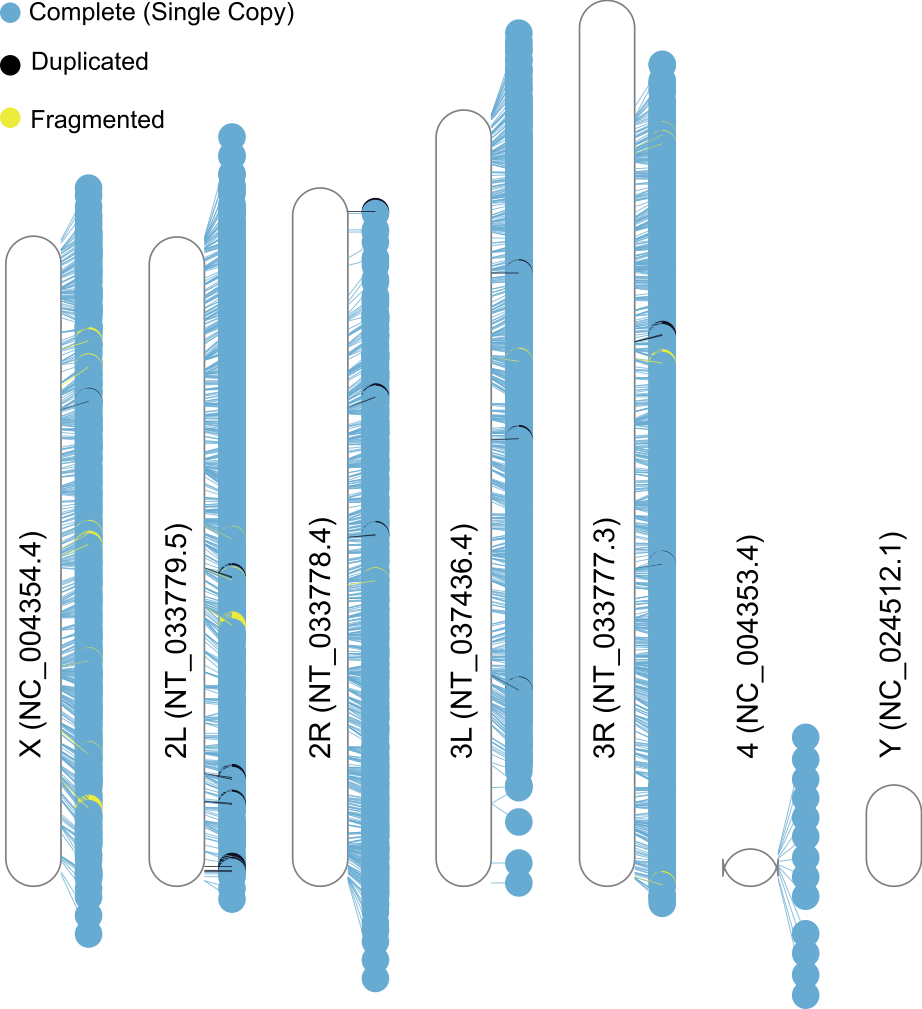 Complete (Single Copy)
Duplicated
Fragmented
X (NC_004354.4)
2L (NT_033779.5)
2R (NT_033778.4)
3L (NT_037436.4)
3R (NT_033777.3)
4 (NC_004353.4)
Y (NC_024512.1)